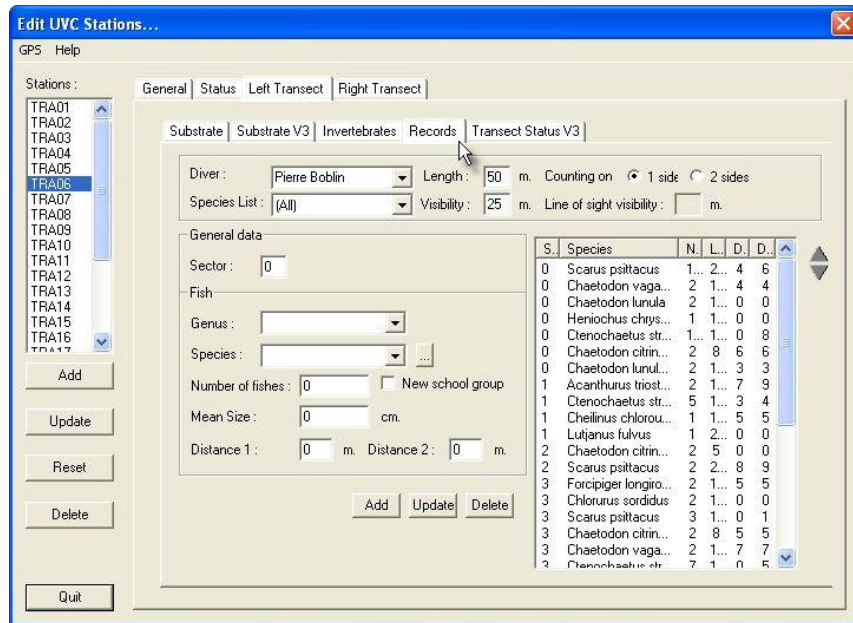 Edit UVC Stations...
GPS Help
Stations :
TRA01
TRA02
TRA03
TRA04
TRA05
TRA06
TRA07
TRA08
TRA09
TRA10
TRA11
TRA12
TRA13
TRA14
TRA15
TRA16
TRA17
Add
Update
Reset
Delete
Quit
General Status Left Transect Right Transect
Substrate Substrate V3 Invertebrates Records Transect Status V3
Diver : Pierre Boblin Length : 50 m. Counting on 1 side 2 sides
Species List : (All) Visibility : 25 m. Line of sight visibility : m.
General data
Sector : 0
Fish
Genus :
Species : ...
Number of fishes : 0 New school group
Mean Size : 0 cm.
Distance 1 : 0 m. Distance 2 : 0 m.
Add Update Delete
S.. Species N. L.. D. D..
0 Scarus psittacus 1... 2... 4 6
0 Chaetodon vaga... 2 1... 4 4
0 Chaetodon lunula 2 1... 0 0
0 Heniochus chrys... 1 1... 0 0
0 Ctenochaetus str... 1... 1... 0 8
0 Chaetodon citrin... 2 8 6 6
0 Chaetodon lunul... 2 1... 3 3
1 Acanthurus triost... 2 1... 7 9
1 Ctenochaetus str... 5 1... 3 4
1 Cheilinus chlorou... 1 1... 5 5
1 Lutjanus fulvus 1 2... 0 0
2 Chaetodon citrin... 2 5 0 0
2 Scarus psittacus 2 2... 8 9
3 Forcipiger longiro... 2 1... 5 5
3 Chlorurus sordidus 2 1... 0 0
3 Scarus psittacus 3 1... 0 1
3 Chaetodon citrin... 2 8 5 5
3 Chaetodon vaga... 2 1... 7 7
3 Ctenochaetus str... 7 1... 0 5